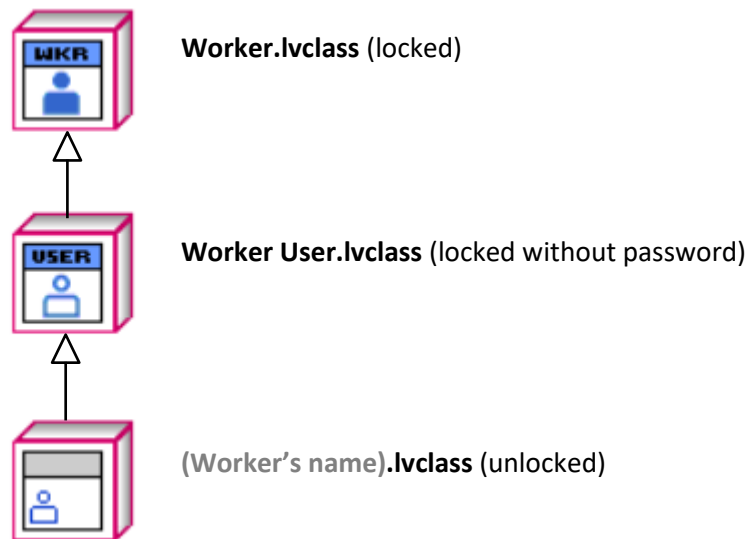 WKR
Worker.lvclass (locked)
USER
Worker User.lvclass (locked without password)
(Worker’s name).lvclass (unlocked)